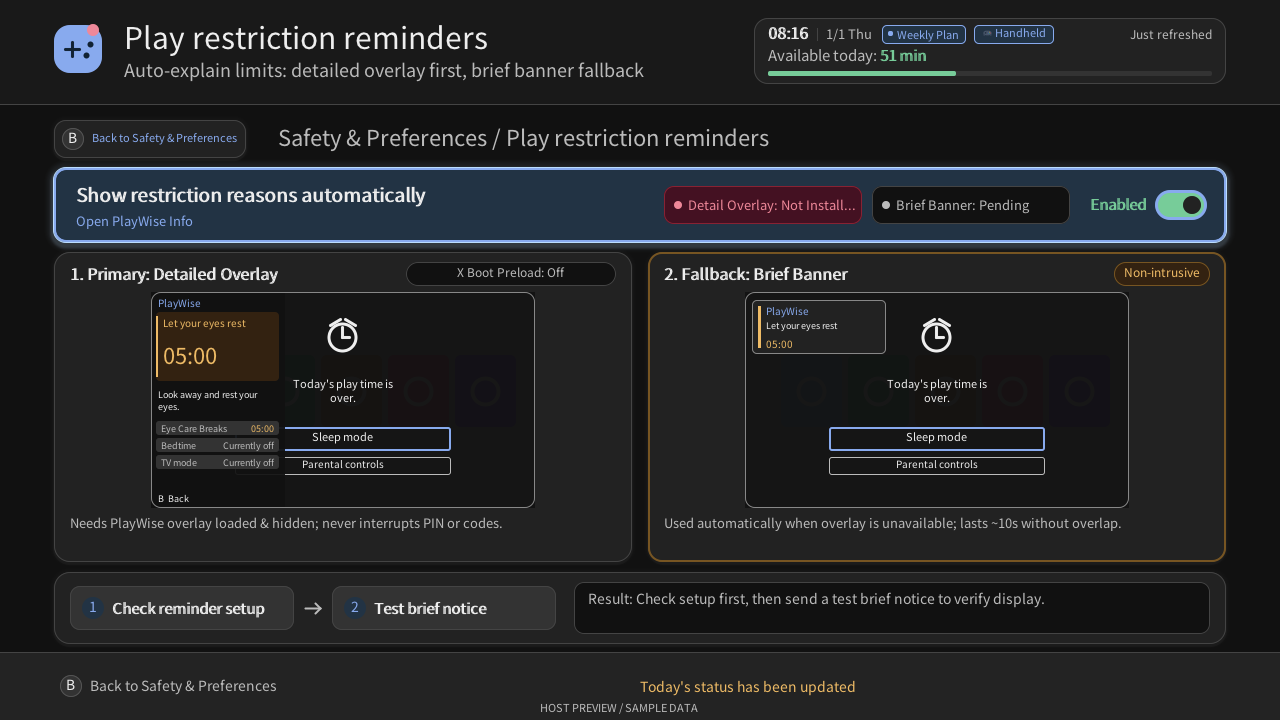 Play restriction reminders
Auto-explain limits: detailed overlay first, brief banner fallback
08:16 1/1 Thu Weekly Plan Handheld Just refreshed
Available today: 51 min
B Back to Safety & Preferences
Safety & Preferences / Play restriction reminders
Show restriction reasons automatically
Open PlayWise Info
Detail Overlay: Not Install...
Brief Banner: Pending
Enabled
1. Primary: Detailed Overlay
X Boot Preload: Off
PlayWise
Let your eyes rest
05:00
Look away and rest your
eyes.
Eye Care Breaks 05:00
Bedtime Currently off
TV mode Currently off
B Back
Today's play time is
over.
Sleep mode
Parental controls
Needs PlayWise overlay loaded & hidden; never interrupts PIN or codes.
2. Fallback: Brief Banner
Non-intrusive
PlayWise
Let your eyes rest
05:00
Today's play time is
over.
Sleep mode
Parental controls
Used automatically when overlay is unavailable; lasts ~10s without overlap.
1 Check reminder setup
2 Test brief notice
Result: Check setup first, then send a test brief notice to verify display.
B Back to Safety & Preferences
Today's status has been updated
HOST PREVIEW / SAMPLE DATA